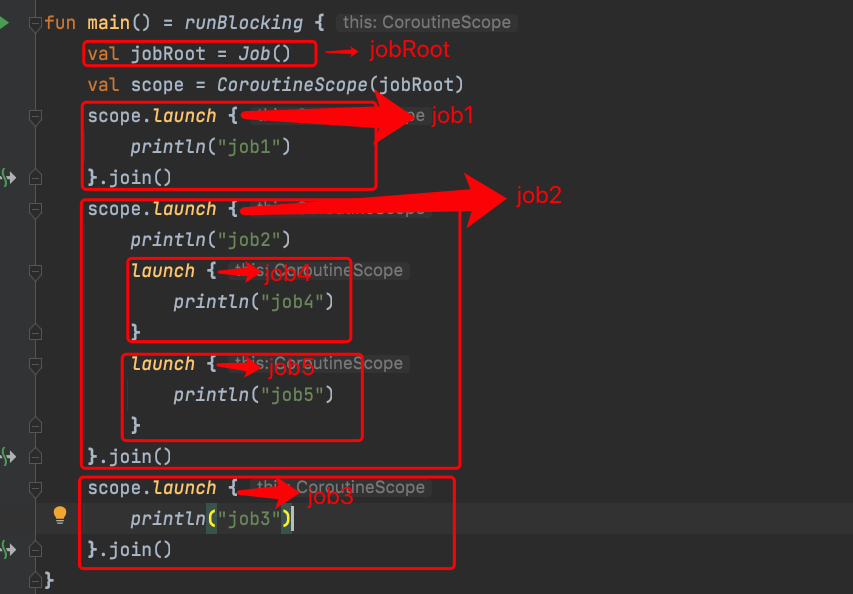 fun main() = runBlocking { this: CoroutineScope
val jobRoot = Job() jobRoot
val scope = CoroutineScope(jobRoot)
scope.launch { job1
println("job1")
}.join()
scope.launch { job2
println("job2")
launch { this: CoroutineScope job4
println("job4")
}
launch { this: CoroutineScope job5
println("job5")
}
}.join()
scope.launch { this: CoroutineScope job3
println("job3")
}.join()
}